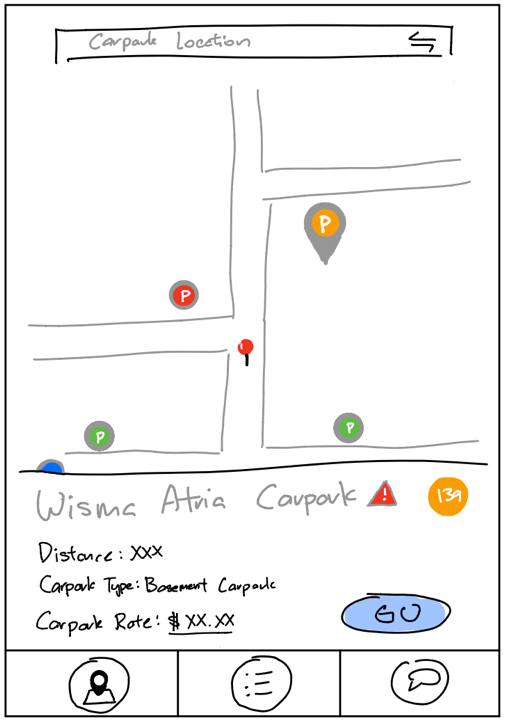 Carpark Location
P
P
P
P
Wisma Atria Carpark ! 139
Distance: XXX
Carpark Type: Basement Carpark
Carpark Rate: $ XX.XX
GO